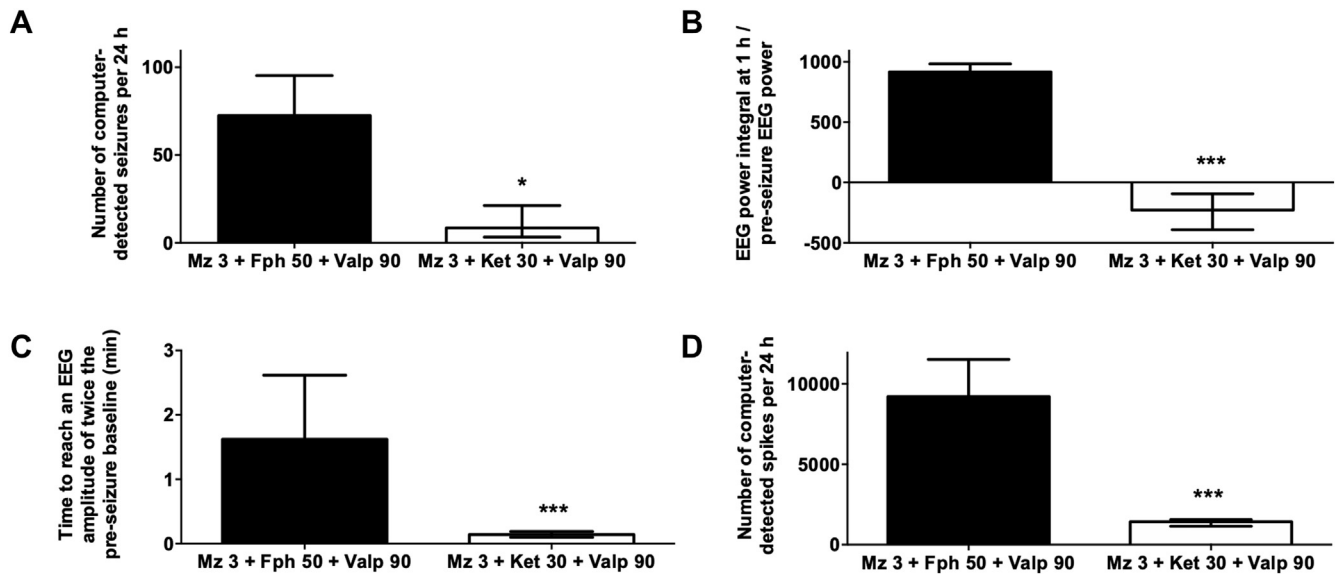 A
Number of computer-
detected seizures per 24 h
100
50
0
*
Mz 3 + Fph 50 + Valp 90
Mz 3 + Ket 30 + Valp 90
B
EEG power integral at 1 h /
pre-seizure EEG power
1000
500
0
-500
***
Mz 3 + Fph 50 + Valp 90
Mz 3 + Ket 30 + Valp 90
C
Time to reach an EEG
amplitude of twice the
pre-seizure baseline (min)
3
2
1
0
***
Mz 3 + Fph 50 + Valp 90
Mz 3 + Ket 30 + Valp 90
D
Number of computer-
detected spikes per 24 h
10000
5000
0
***
Mz 3 + Fph 50 + Valp 90
Mz 3 + Ket 30 + Valp 90